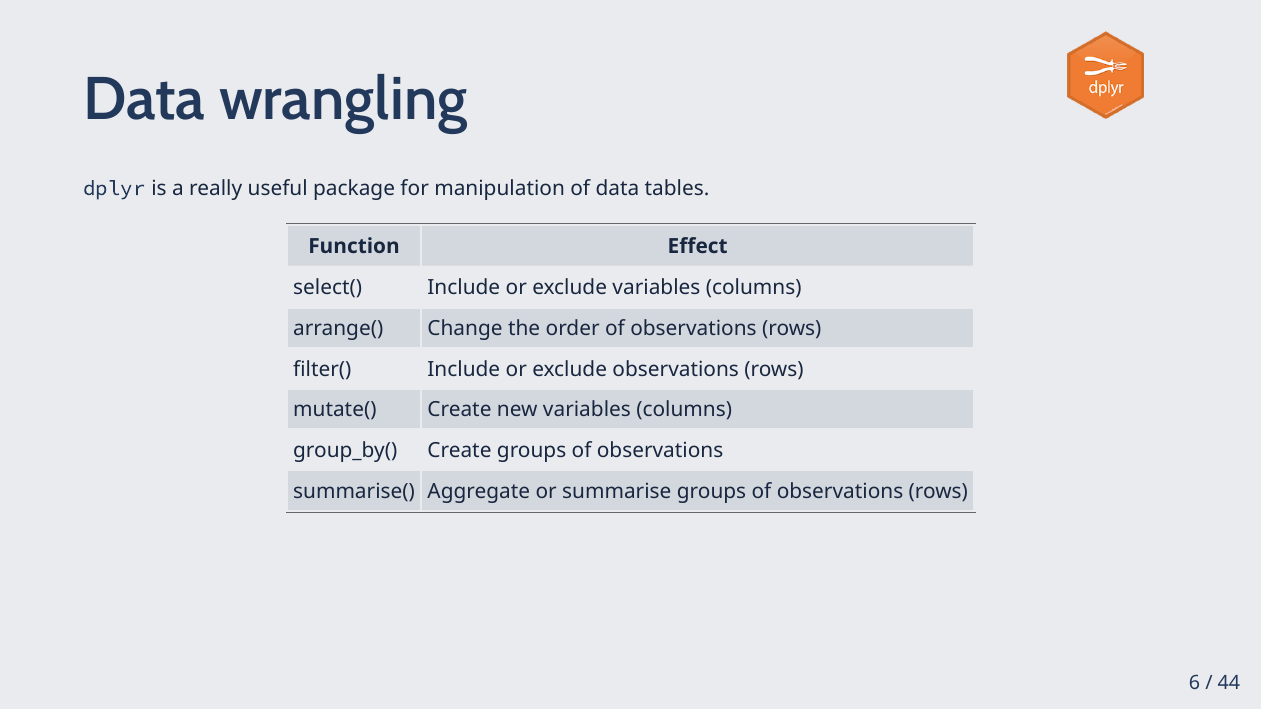 dplyr
Data wrangling
dplyr is a really useful package for manipulation of data tables.
Function Effect
select() Include or exclude variables (columns)
arrange() Change the order of observations (rows)
filter() Include or exclude observations (rows)
mutate() Create new variables (columns)
group_by() Create groups of observations
summarise() Aggregate or summarise groups of observations (rows)
6 / 44